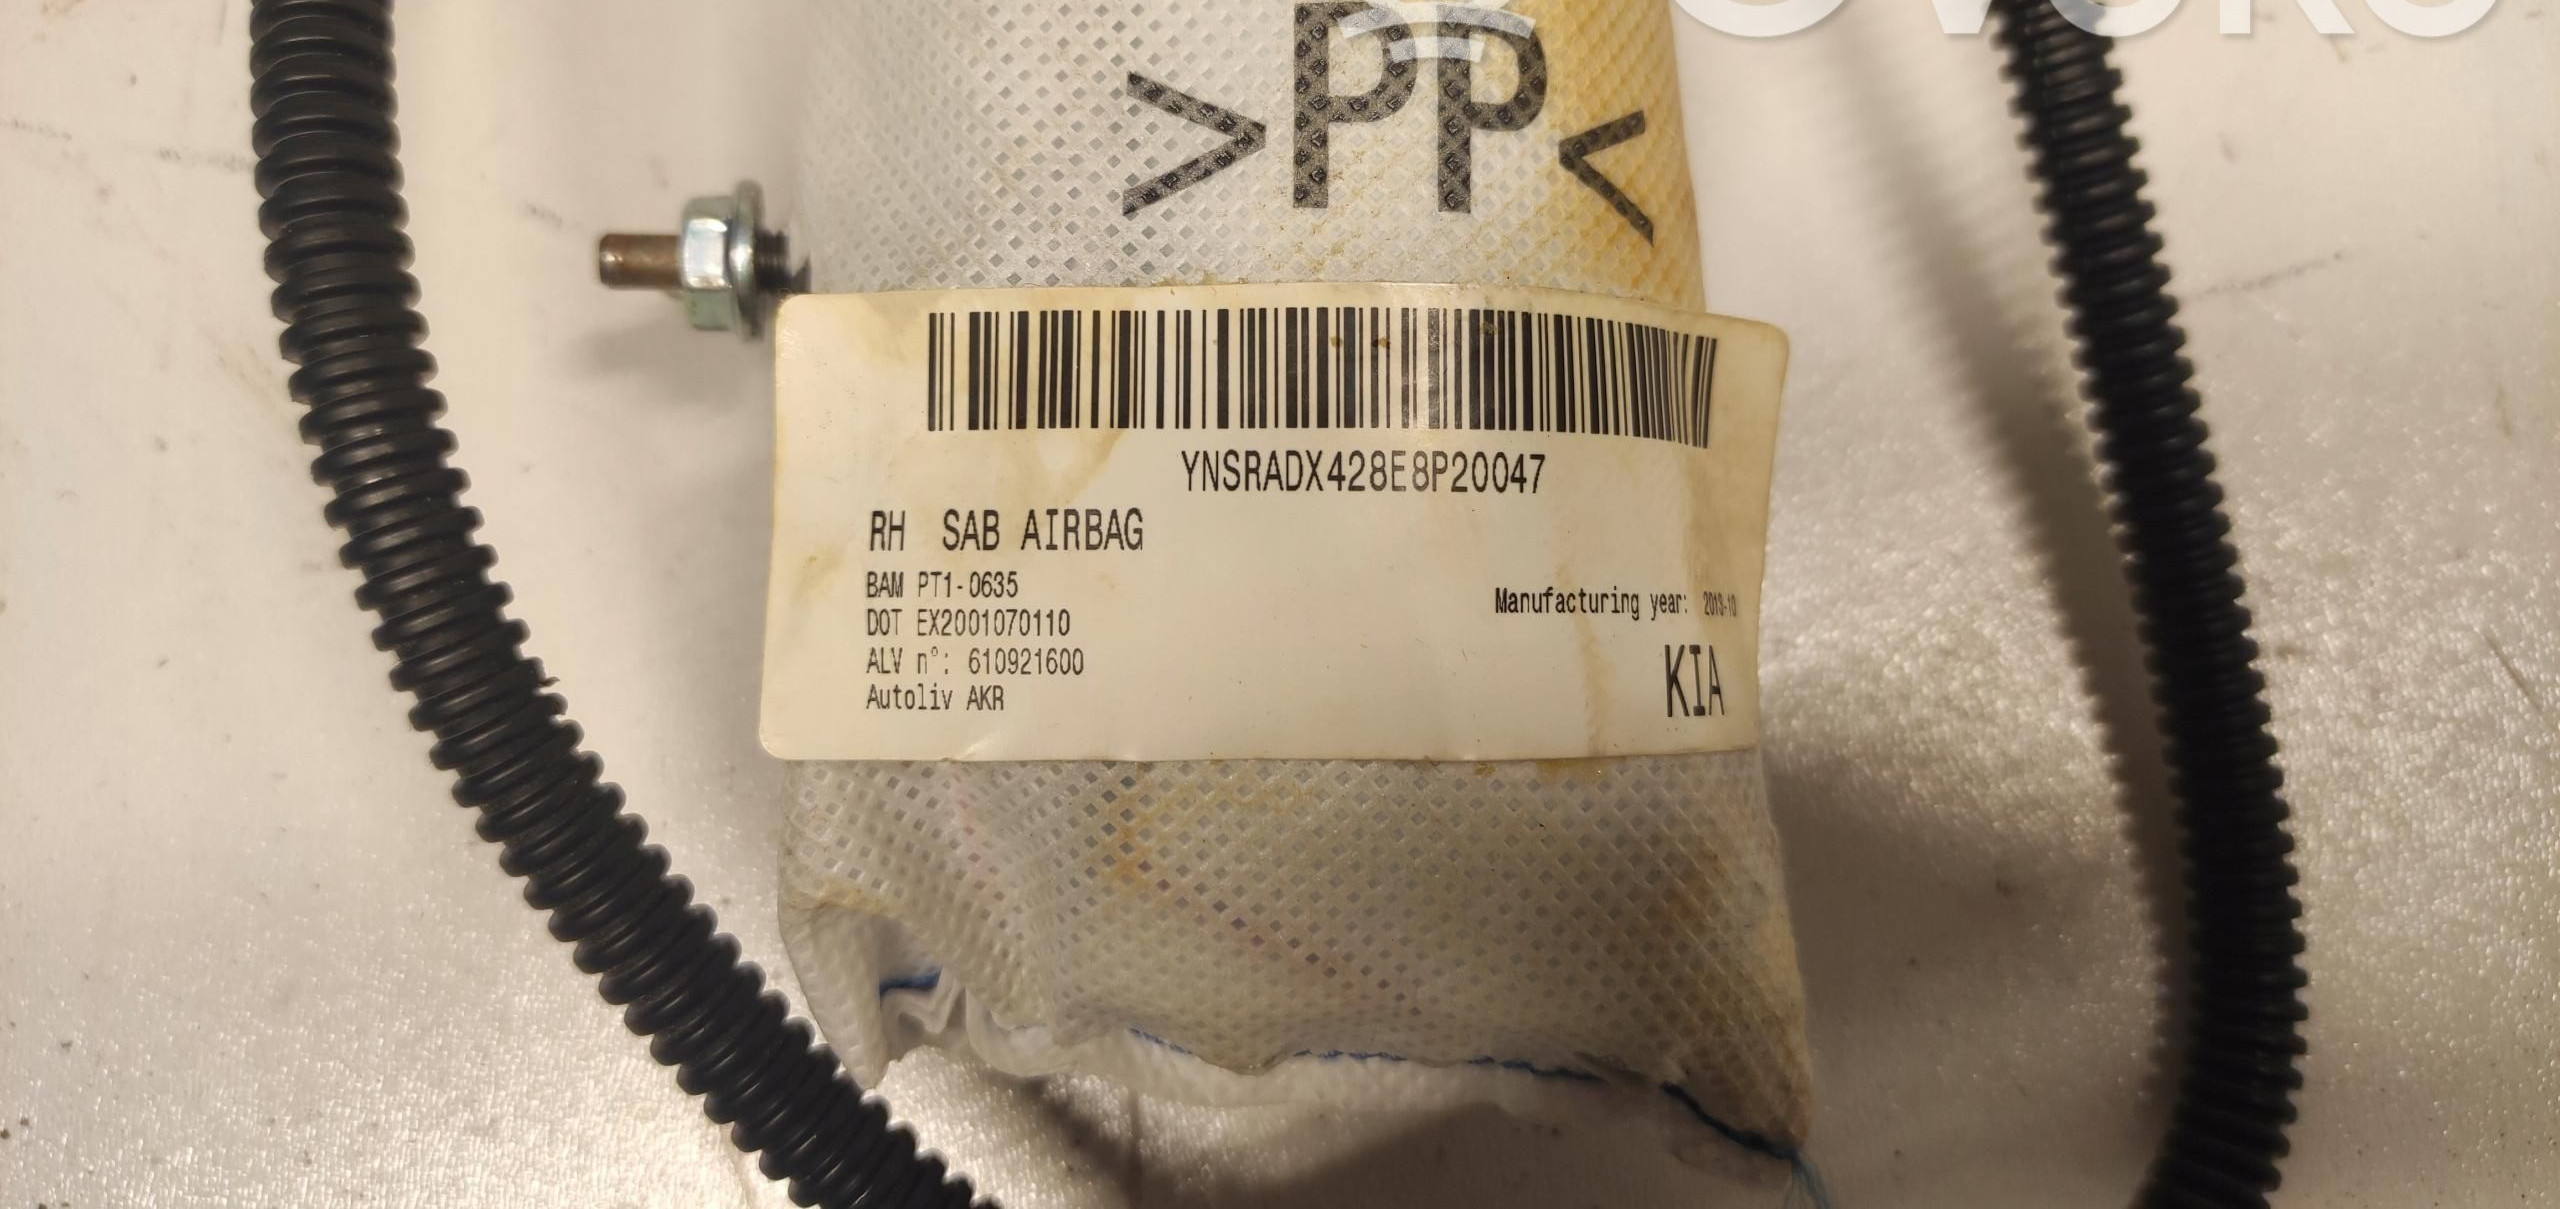 >PP<
YNSRADX428E8P20047
RH SAB AIRBAG
BAM PT1-0635
DOT EX2001070110
ALV n°: 610921600
Autoliv AKR
Manufacturing year: 2013-10
KIA